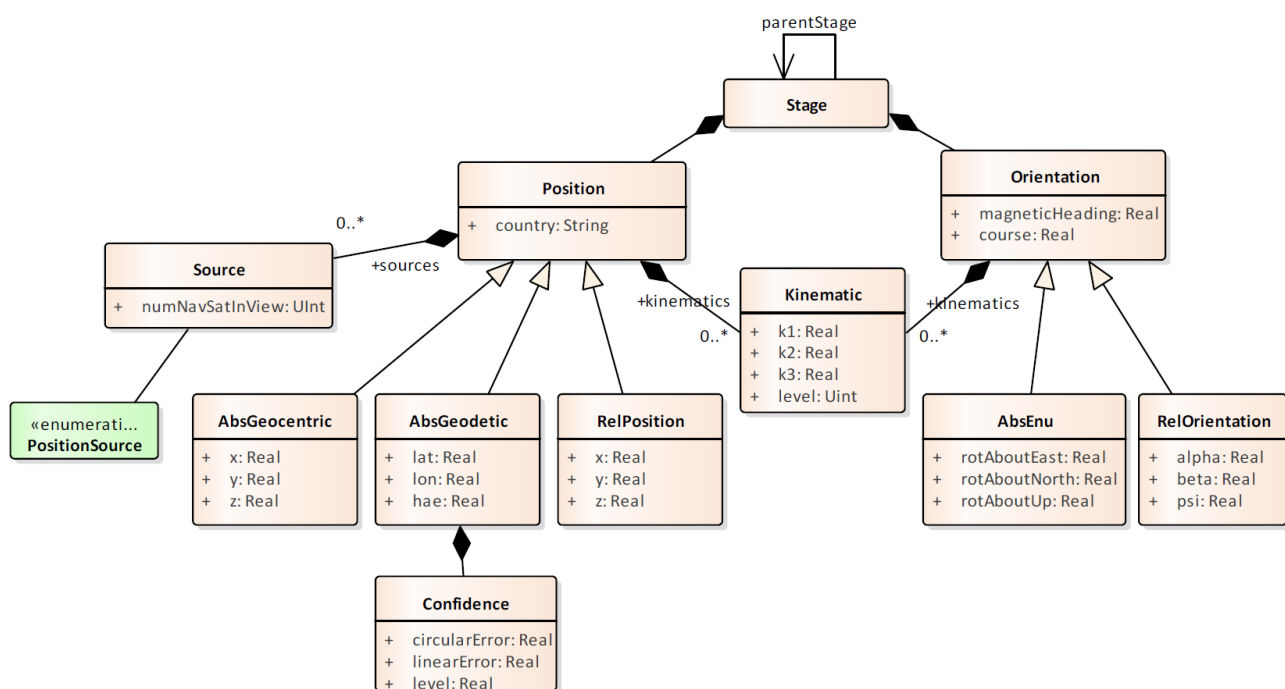 parentStage
Stage
Position
+ country: String
Orientation
+ magneticHeading: Real
+ course: Real
0..*
+sources
Source
+ numNavSatInView: UInt
+kinematics
0..*
Kinematic
+ k1: Real
+ k2: Real
+ k3: Real
+ level: Uint
+kinematics
0..*
«enumerati...
PositionSource
AbsGeocentric
+ x: Real
+ y: Real
+ z: Real
AbsGeodetic
+ lat: Real
+ lon: Real
+ hae: Real
RelPosition
+ x: Real
+ y: Real
+ z: Real
AbsEnu
+ rotAboutEast: Real
+ rotAboutNorth: Real
+ rotAboutUp: Real
RelOrientation
+ alpha: Real
+ beta: Real
+ psi: Real
Confidence
+ circularError: Real
+ linearError: Real
+ level: Real